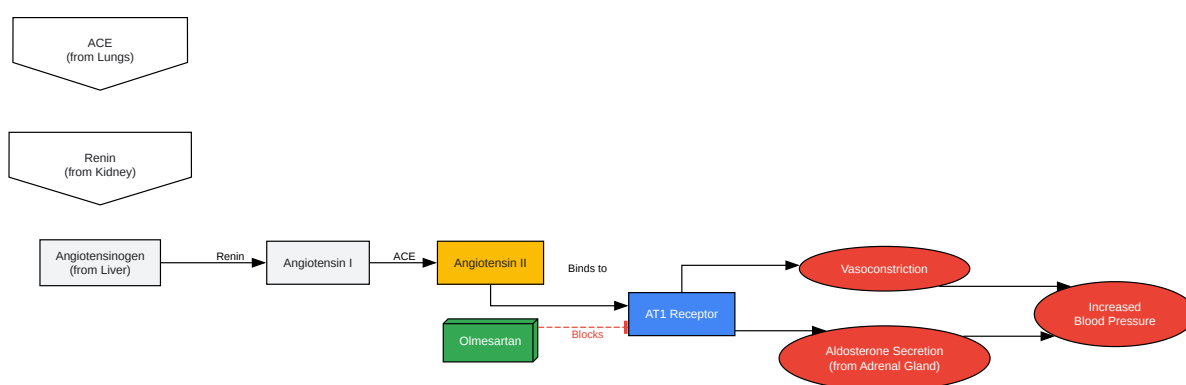 ACE
(from Lungs)
Renin
(from Kidney)
Angiotensinogen
(from Liver)
Renin
Angiotensin I
ACE
Angiotensin II
Binds to
AT1 Receptor
Olmesartan
Blocks
Vasoconstriction
Aldosterone Secretion
(from Adrenal Gland)
Increased
Blood Pressure